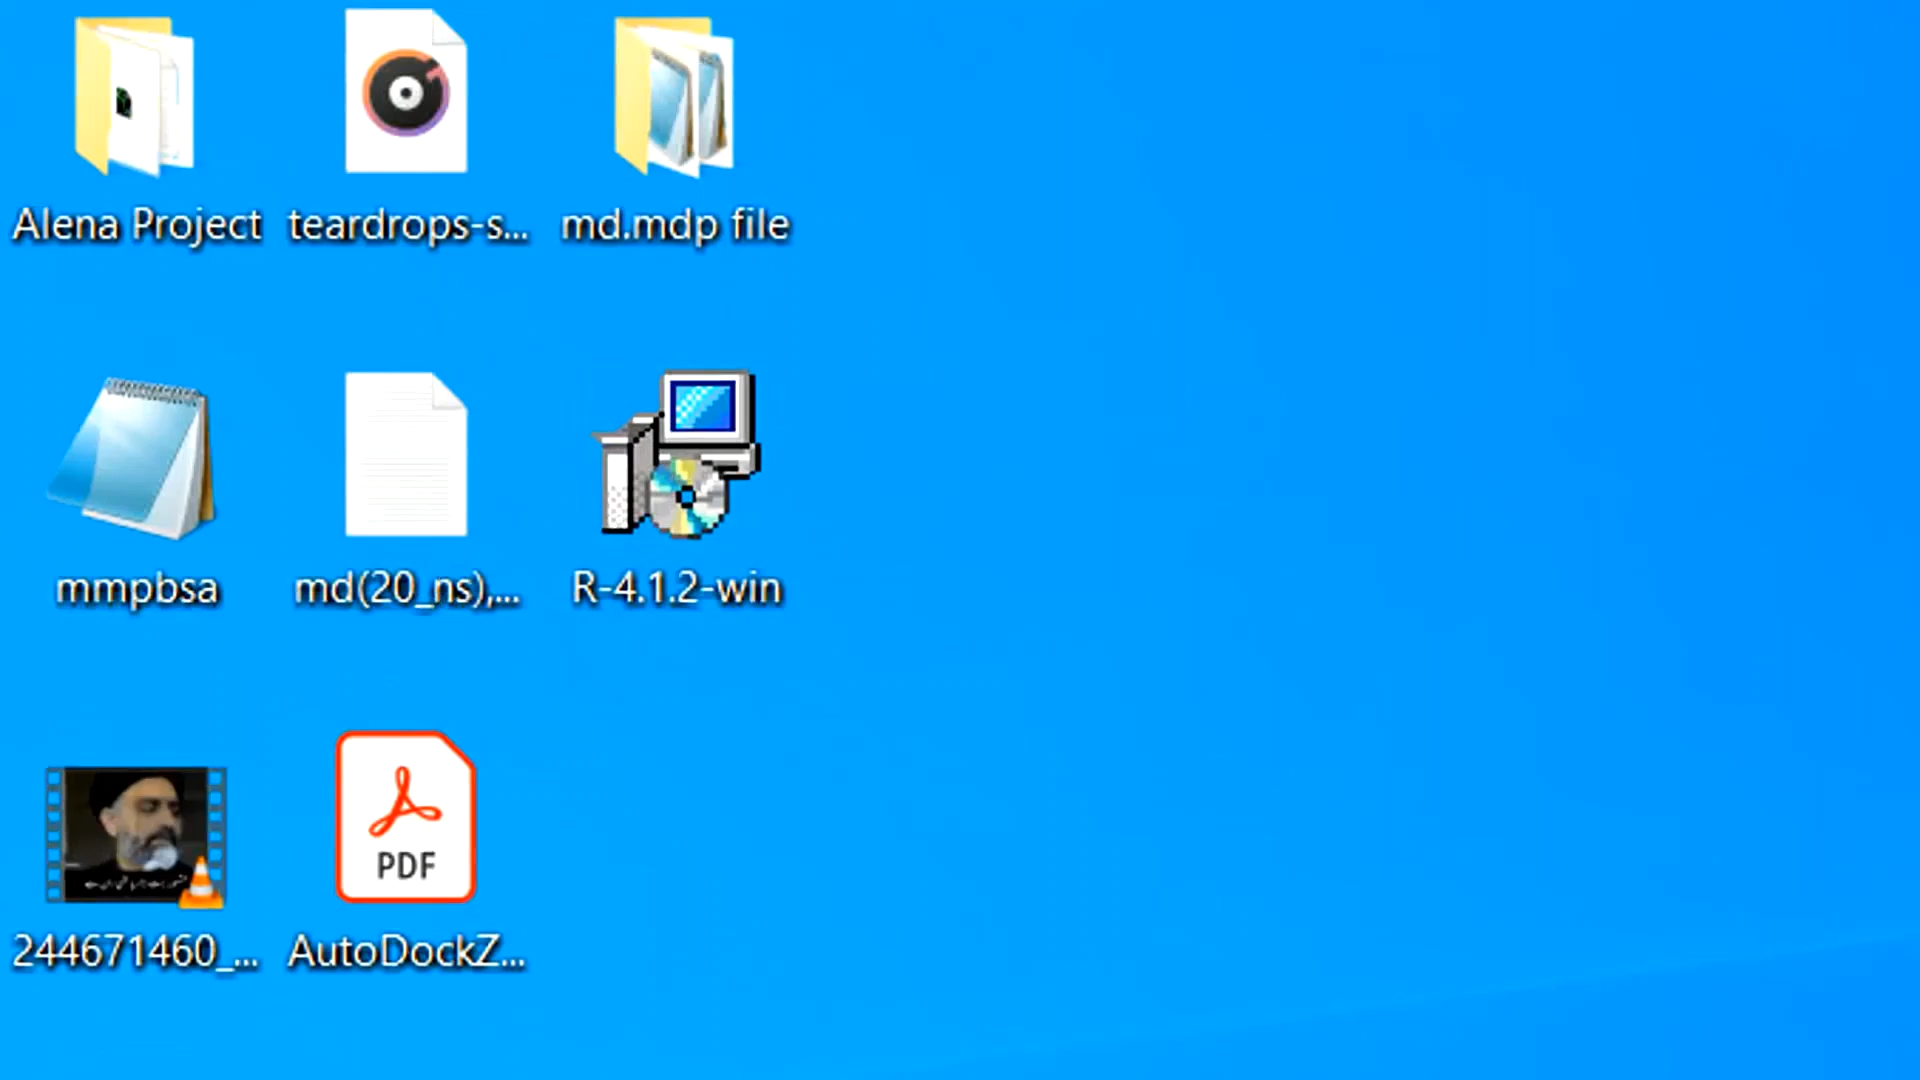 Alena Project
teardrops-s...
md.mdp file
mmpbsa
md(20_ns),...
R-4.1.2-win
PDF
244671460_...
AutoDockZ...